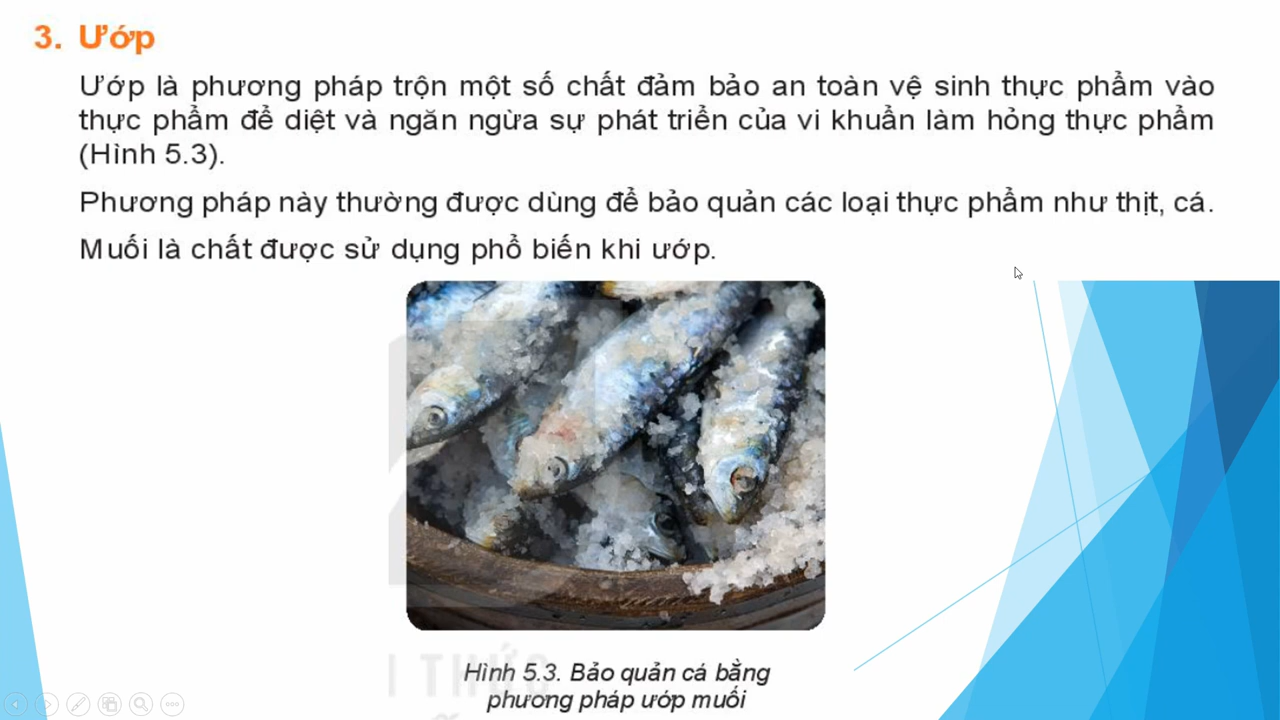 3. Ướp
Ướp là phương pháp trộn một số chất đảm bảo an toàn vệ sinh thực phẩm vào
thực phẩm để diệt và ngăn ngừa sự phát triển của vi khuẩn làm hỏng thực phẩm
(Hình 5.3).
Phương pháp này thường được dùng để bảo quản các loại thực phẩm như thịt, cá.
Muối là chất được sử dụng phổ biến khi ướp.
I THỨC
Hình 5.3. Bảo quản cá bằng
phương pháp ướp muối